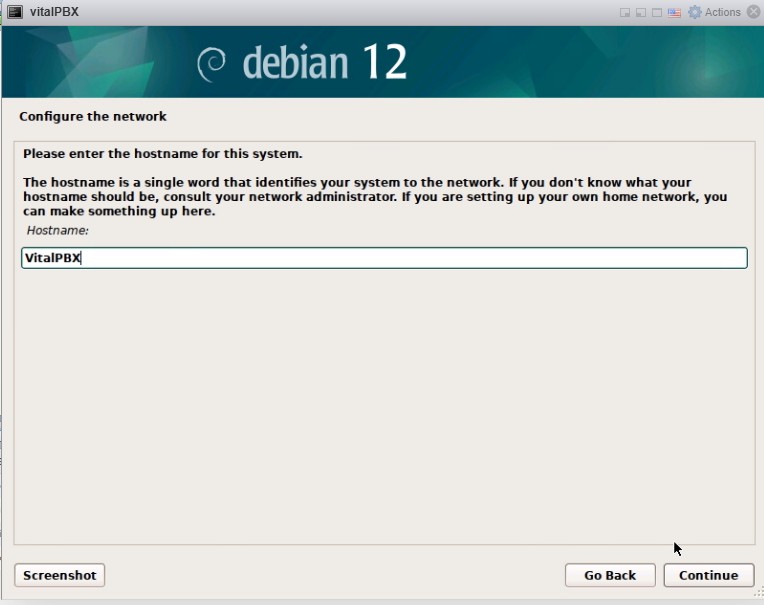 vitalPBX
Actions
debian 12
Configure the network
Please enter the hostname for this system.
The hostname is a single word that identifies your system to the network. If you don't know what your
hostname should be, consult your network administrator. If you are setting up your own home network, you
can make something up here.
Hostname:
VitalPBX
Screenshot
Go Back
Continue